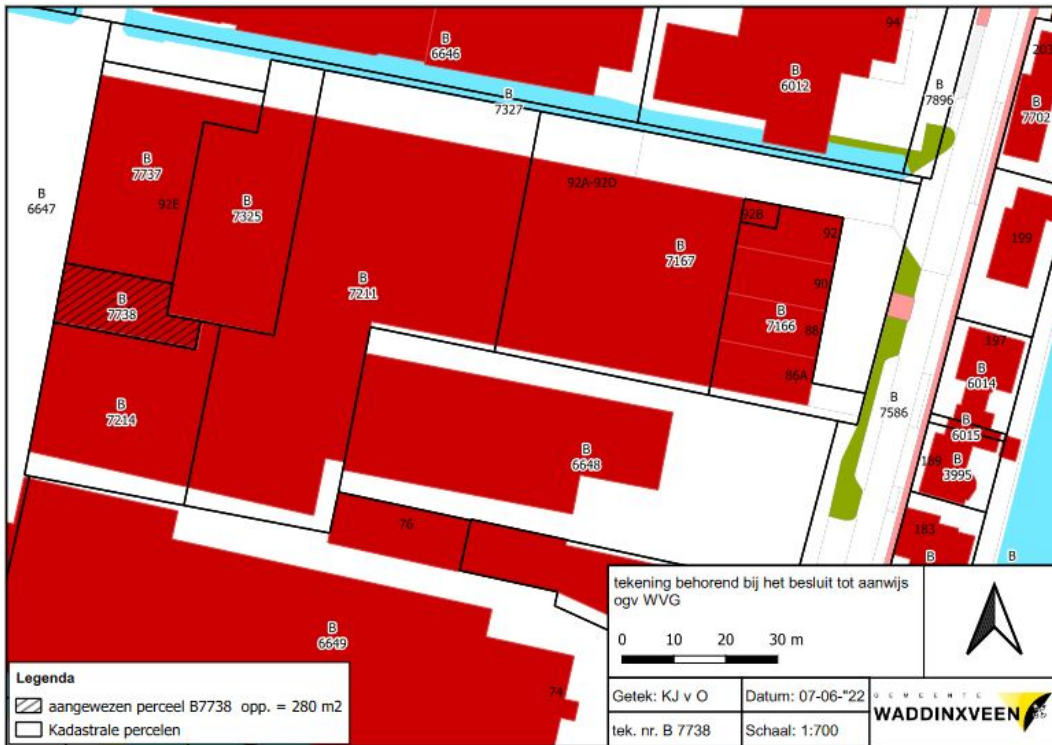 B
6646
94
B
6012
B
7327
B
7896
203
B
7702
B
7737
B
6647
92E
B
7325
92A-92D
92B
92
199
B
7167
B
7211
90
B
7738
B
7166
88
86A
197
B
6014
B
7214
B
7586
B
6015
B
6648
189
B
3995
76
183
B
B
B
6649
74
Legenda
aangewezen perceel B7738 opp. = 280 m2
Kadastrale percelen
tekening behorend bij het besluit tot aanwijs
ogv WVG
0 10 20 30 m
Getek: KJ v O
Datum: 07-06-"22
tek. nr. B 7738
Schaal: 1:700
GEMEENTE
WADDINXVEEN